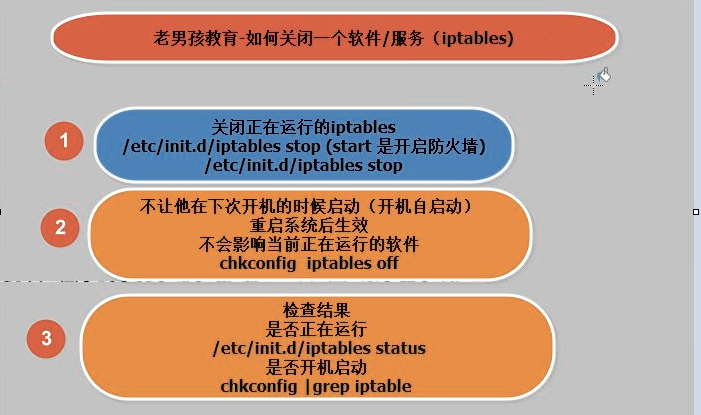 老男孩教育-如何关闭一个软件/服务（iptables)
1
关闭正在运行的iptables
/etc/init.d/iptables stop (start 是开启防火墙)
/etc/init.d/iptables stop
2
不让他在下次开机的时候启动（开机自启动）
重启系统后生效
不会影响当前正在运行的软件
chkconfig iptables off
3
检查结果
是否正在运行
/etc/init.d/iptables status
是否开机启动
chkconfig |grep iptable